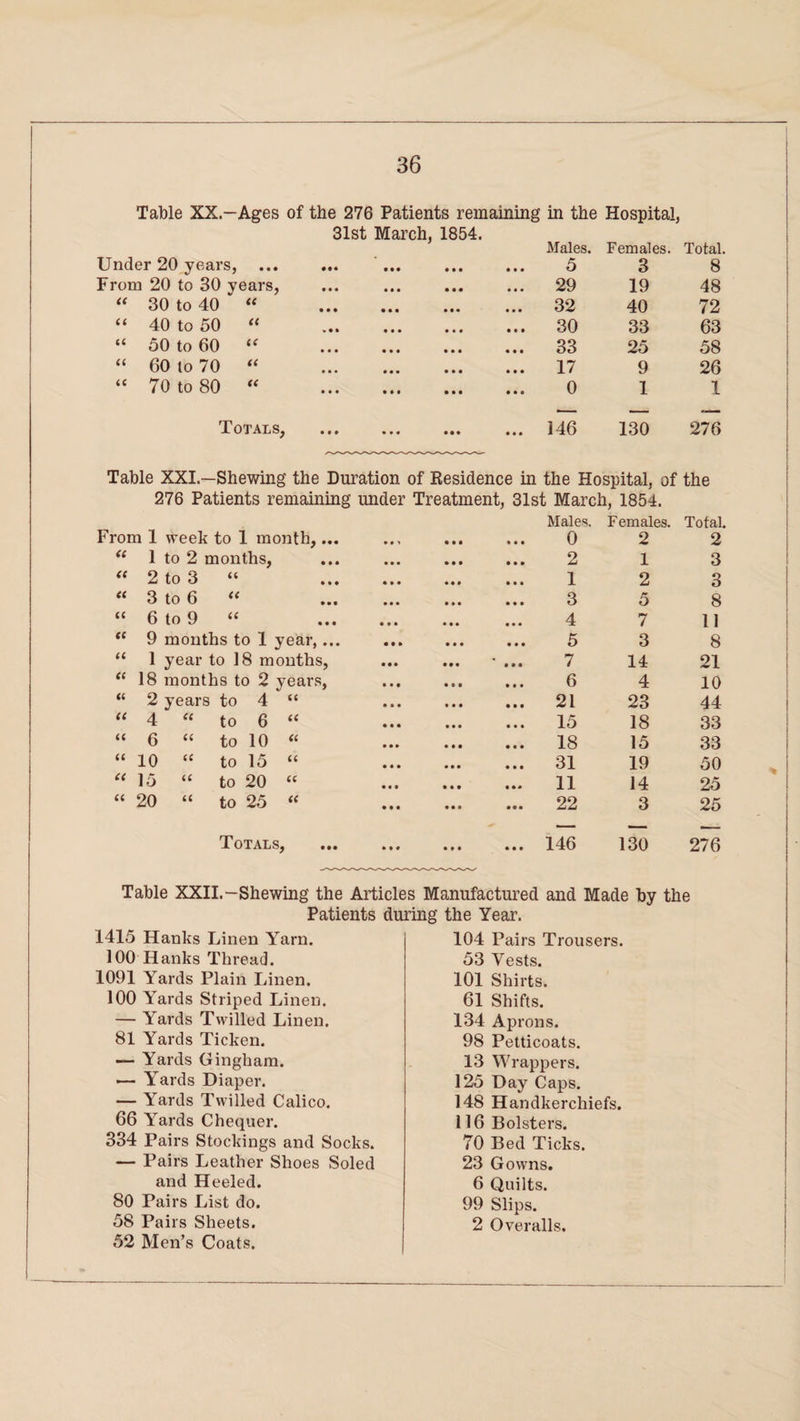 36
Table XX.—Ages of the 276 Patients remaining in the Hospital,
31st March, 1854.
Males. Females. Total.
Under 20 years, ... ... ... ... ... 5 3 8
From 20 to 30 years, ... ... ... ... 29 19 48
“ 30 to 40 “ ... ... ... ... 32 40 72
“ 40 to 50 “ ... ... ... ... 30 33 63
“ 50 to 60 “ ... ... ... ... 33 25 58
“ 60 to 70 “ ... ... ... ... 17 9 26
“ 70 to 80 “ ... ... ... ... 0 1 1
Totals, ... ... ... ... 146 130 276
Table XXI.—Shewing the Duration of Residence in the Hospital, of the
276 Patients remaining under Treatment, 31st March, 1854.
Males. Females. Total.
From 1 week to 1 month, ... ... ... ... 0 2 2
“ 1 to 2 months, ... ... ... ... 2 1 3
“ 2 to 3 “ ... ... ... ... 1 2 3
“ 3 to 6 “ ... ... ... ... 3 5 8
“ 6 to 9 “ ... ... ... ... 4 7 11
“ 9 months to 1 year, ... ... ... ... 5 3 8
“ 1 year to 18 months, ... ... ... 7 14 21
“ 18 months to 2 years, ... ... ... 6 4 10
“ 2 years to 4 “ ... ... ... 21 23 44
“ 4 “ to 6 “ ... ... ... 15 18 33
“ 6 “ to 10 “ ... ... ... 18 15 33
“ 10 “ to 15 “ ... ... ... 31 19 50
“ 15 “ to 20 “ ... ... ... 11 14 25
“ 20 “ to 25 “ ... ... ... 22 3 25
Totals, ... ... ... ... 146 130 276
Table XXII.—Shewing the Articles Manufactured and Made by the
Patients during the Year.
1415 Hanks Linen Yarn.
100 Hanks Thread.
1091 Yards Plain Linen.
100 Yards Striped Linen.
— Yards Twilled Linen.
81 Yards Ticken.
— Yards Gingham.
— Yards Diaper.
— Yards Twilled Calico.
66 Yards Chequer.
334 Pairs Stockings and Socks.
— Pairs Leather Shoes Soled
and Heeled.
80 Pairs List do.
58 Pairs Sheets.
52 Men’s Coats.
104 Pairs Trousers.
53 Vests.
101 Shirts.
61 Shifts.
134 Aprons.
98 Petticoats.
13 Wrappers.
125 Day Caps.
148 Handkerchiefs.
116 Bolsters.
70 Bed Ticks.
23 Gowns.
6 Quilts.
99 Slips.
2 Overalls.